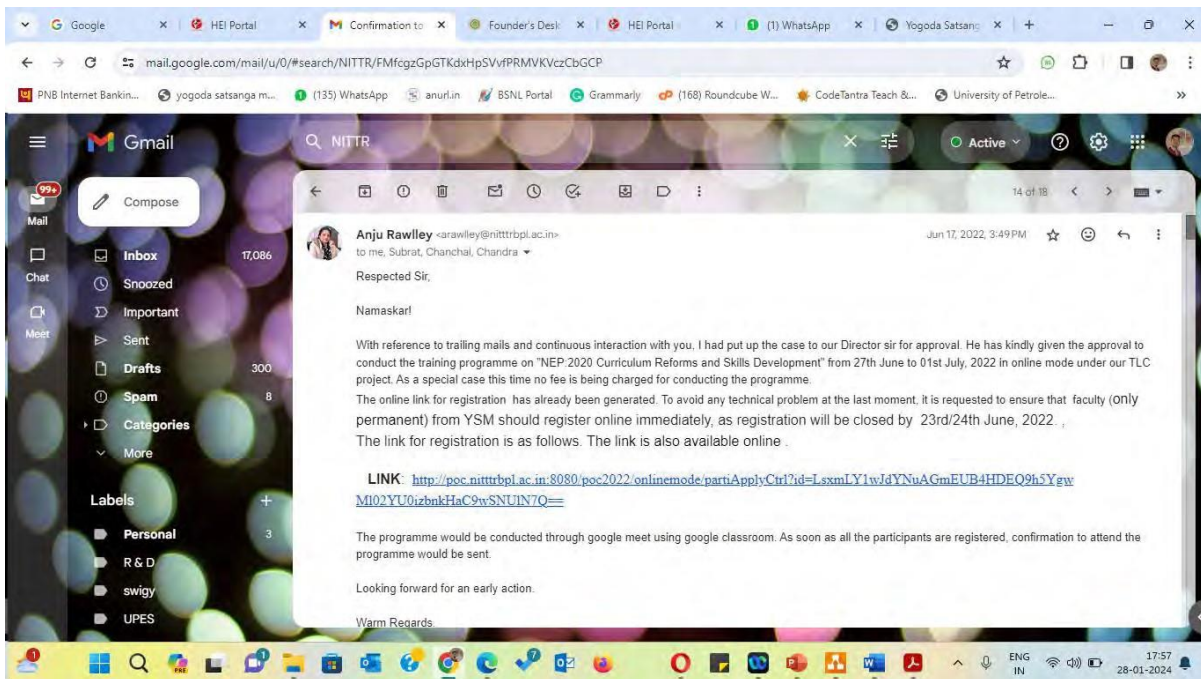 Google
HEI Portal
Confirmation to
Founder's Desk
HEI Portal
(1) WhatsApp
Yogoda Satsang
mail.google.com/mail/u/0/#search/NITTR/FMfcgzGpGTKdxHpSVvfPRMVKVczCbGCP
PNB Internet Bankin...
yogoda satsanga m...
(135) WhatsApp
anurl.in
BSNL Portal
Grammarly
(168) Roundcube W...
CodeTantra Teach &...
University of Petrole...
Gmail
NITTR
Active
99+
Mail
Chat
Meet
Compose
Inbox 17,086
Snoozed
Important
Sent
Drafts 300
Spam 8
Categories
More
Labels
Personal 3
R & D
swigy
UPES
14 of 18
Anju Rawlley <arawlley@nitttrbpl.ac.in> Jun 17, 2022, 3:49 PM
to me, Subrat, Chanchal, Chandra
Respected Sir,
Namaskar!
With reference to trailing mails and continuous interaction with you, I had put up the case to our Director sir for approval. He has kindly given the approval to
conduct the training programme on "NEP:2020 Curriculum Reforms and Skills Development" from 27th June to 01st July, 2022 in online mode under our TLC
project. As a special case this time no fee is being charged for conducting the programme.
The online link for registration has already been generated. To avoid any technical problem at the last moment, it is requested to ensure that faculty (only
permanent) from YSM should register online immediately, as registration will be closed by 23rd/24th June, 2022. ,
The link for registration is as follows. The link is also available online .
LINK: http://poc.nitttrbpl.ac.in:8080/poc2022/onlinemode/partiApplyCtrl?id=LsxmLY1wJdYNuAGmEUB4HDEQ9h5Ygw
Ml02YU0izbnkHaC9wSNUlN7Q==
The programme would be conducted through google meet using google classroom. As soon as all the participants are registered, confirmation to attend the
programme would be sent.
Looking forward for an early action.
Warm Regards
ENG
IN
17:57
28-01-2024